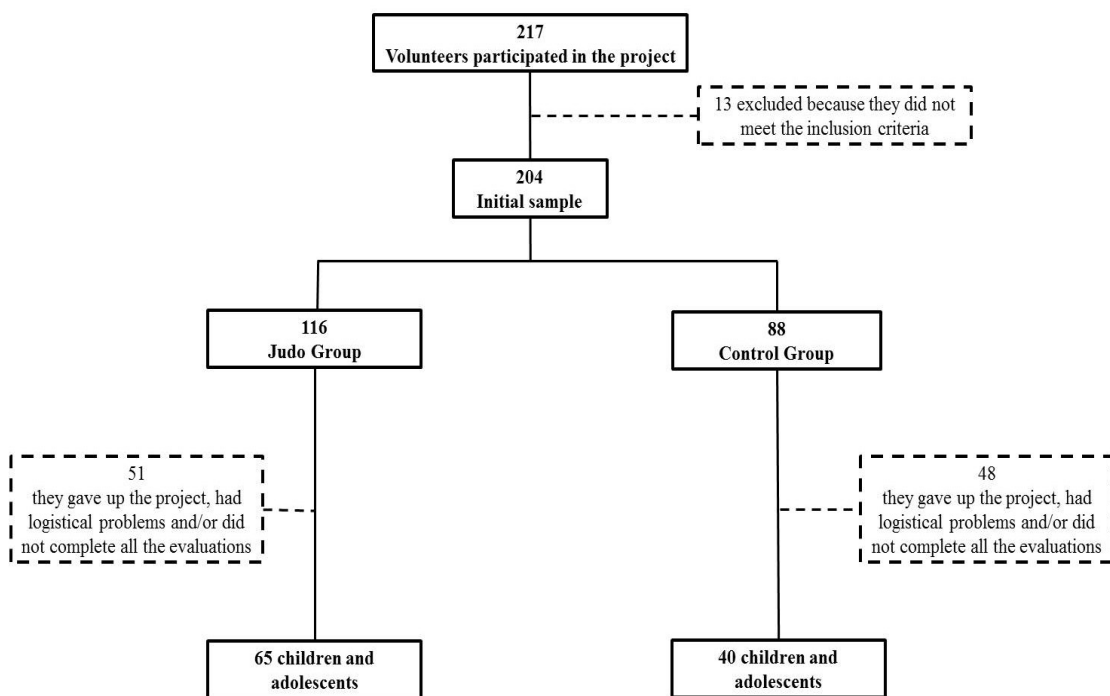 217
Volunteers participated in the project
13 excluded because they did not
meet the inclusion criteria
204
Initial sample
116
Judo Group
88
Control Group
51
they gave up the project, had
logistical problems and/or did
not complete all the evaluations
48
they gave up the project, had
logistical problems and/or did
not complete all the evaluations
65 children and
adolescents
40 children and
adolescents